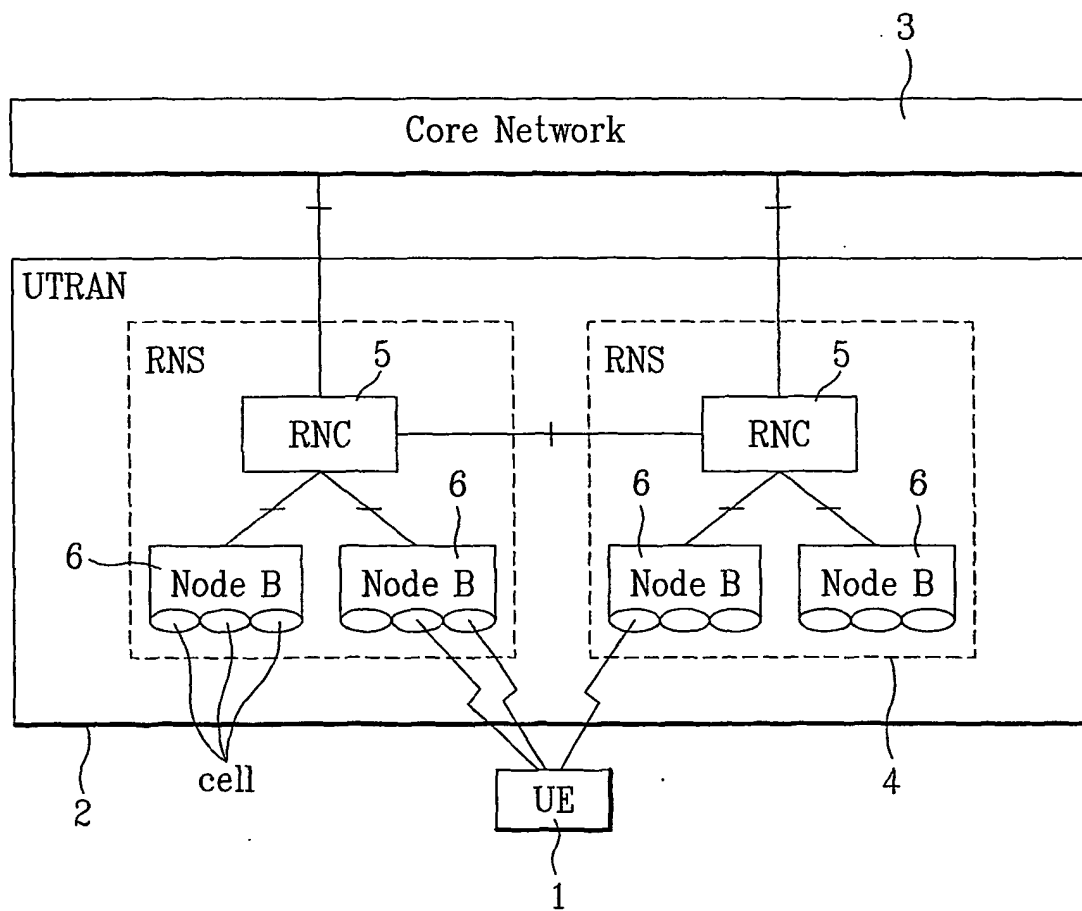 3
Core Network
UTRAN
RNS
5
RNC
RNS
5
RNC
6
Node B
6
Node B
6
Node B
6
Node B
cell
2
4
UE
1